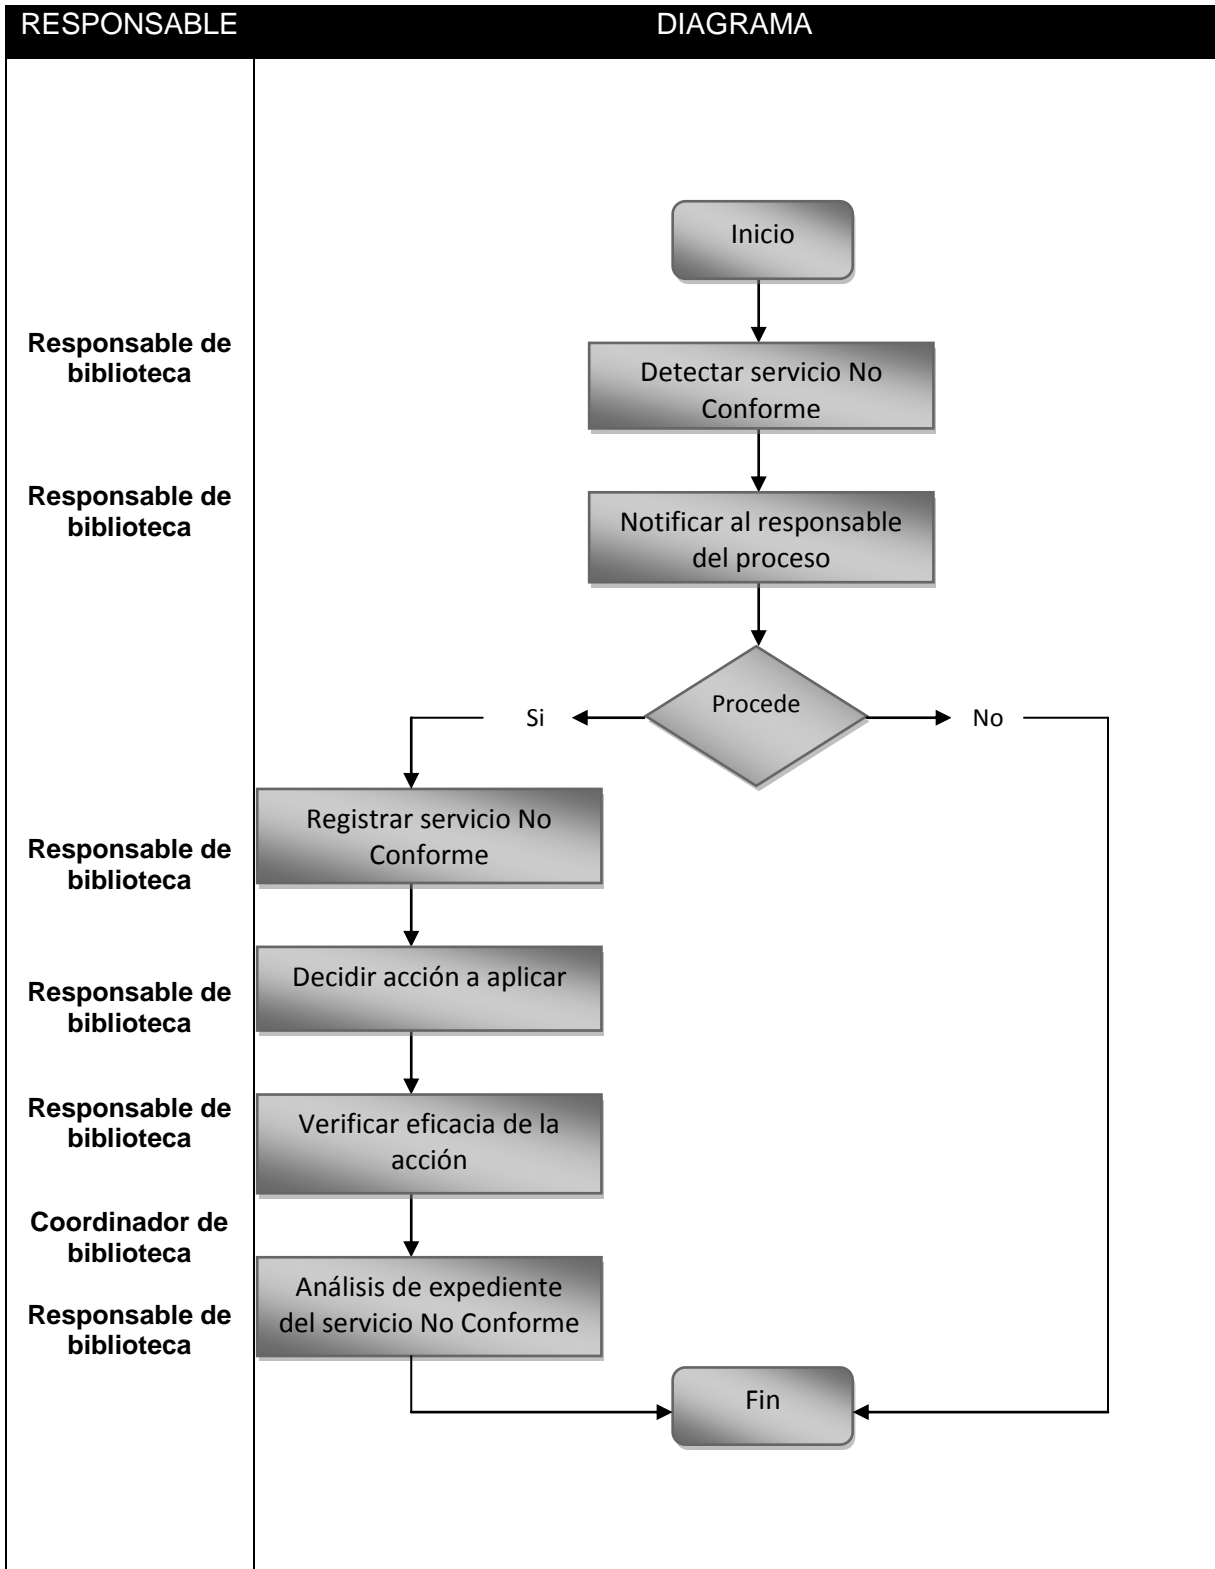 RESPONSABLE
DIAGRAMA
Inicio
Responsable de
biblioteca
Detectar servicio No
Conforme
Responsable de
biblioteca
Notificar al responsable
del proceso
Procede
Si
No
Registrar servicio No
Conforme
Responsable de
biblioteca
Decidir acción a aplicar
Responsable de
biblioteca
Responsable de
biblioteca
Verificar eficacia de la
acción
Coordinador de
biblioteca
Análisis de expediente
del servicio No Conforme
Responsable de
biblioteca
Fin